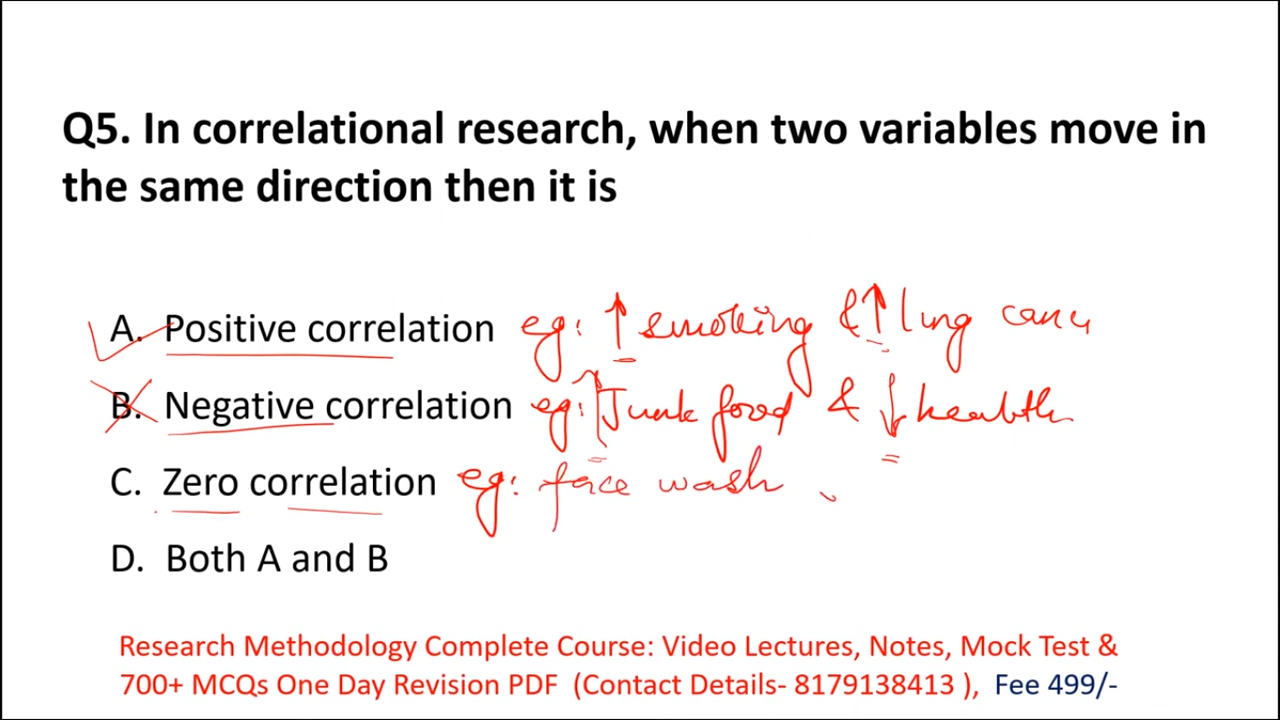 Q5. In correlational research, when two variables move in
the same direction then it is
A. Positive correlation eg: ↑ smoking & ↑ lung canc
B. Negative correlation eg: ↑ Junk food & ↓ health
C. Zero correlation eg: face wash
D. Both A and B
Research Methodology Complete Course: Video Lectures, Notes, Mock Test &
700+ MCQs One Day Revision PDF (Contact Details- 8179138413 ), Fee 499/-